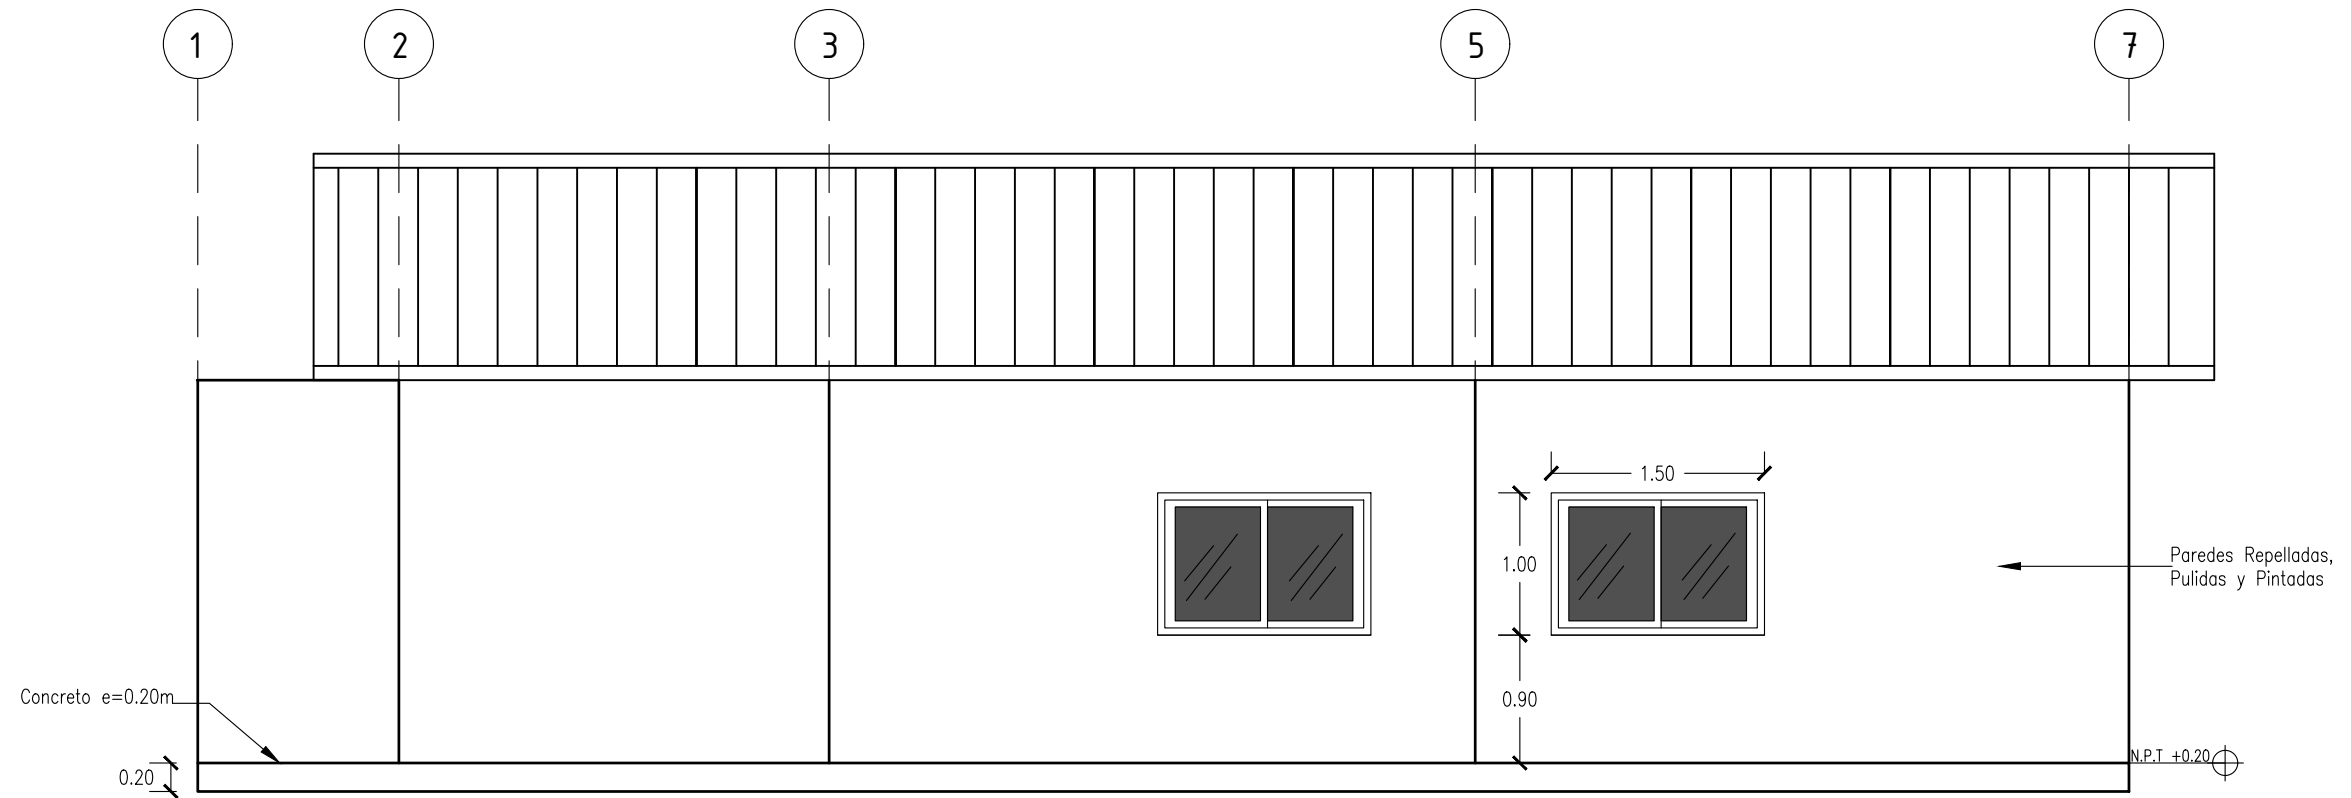 1
2
3
5
7
1.50
1.00
Paredes Repelladas,
Pulidas y Pintadas
Concreto e=0.20m
0.90
N.P.T +0.20
0.20